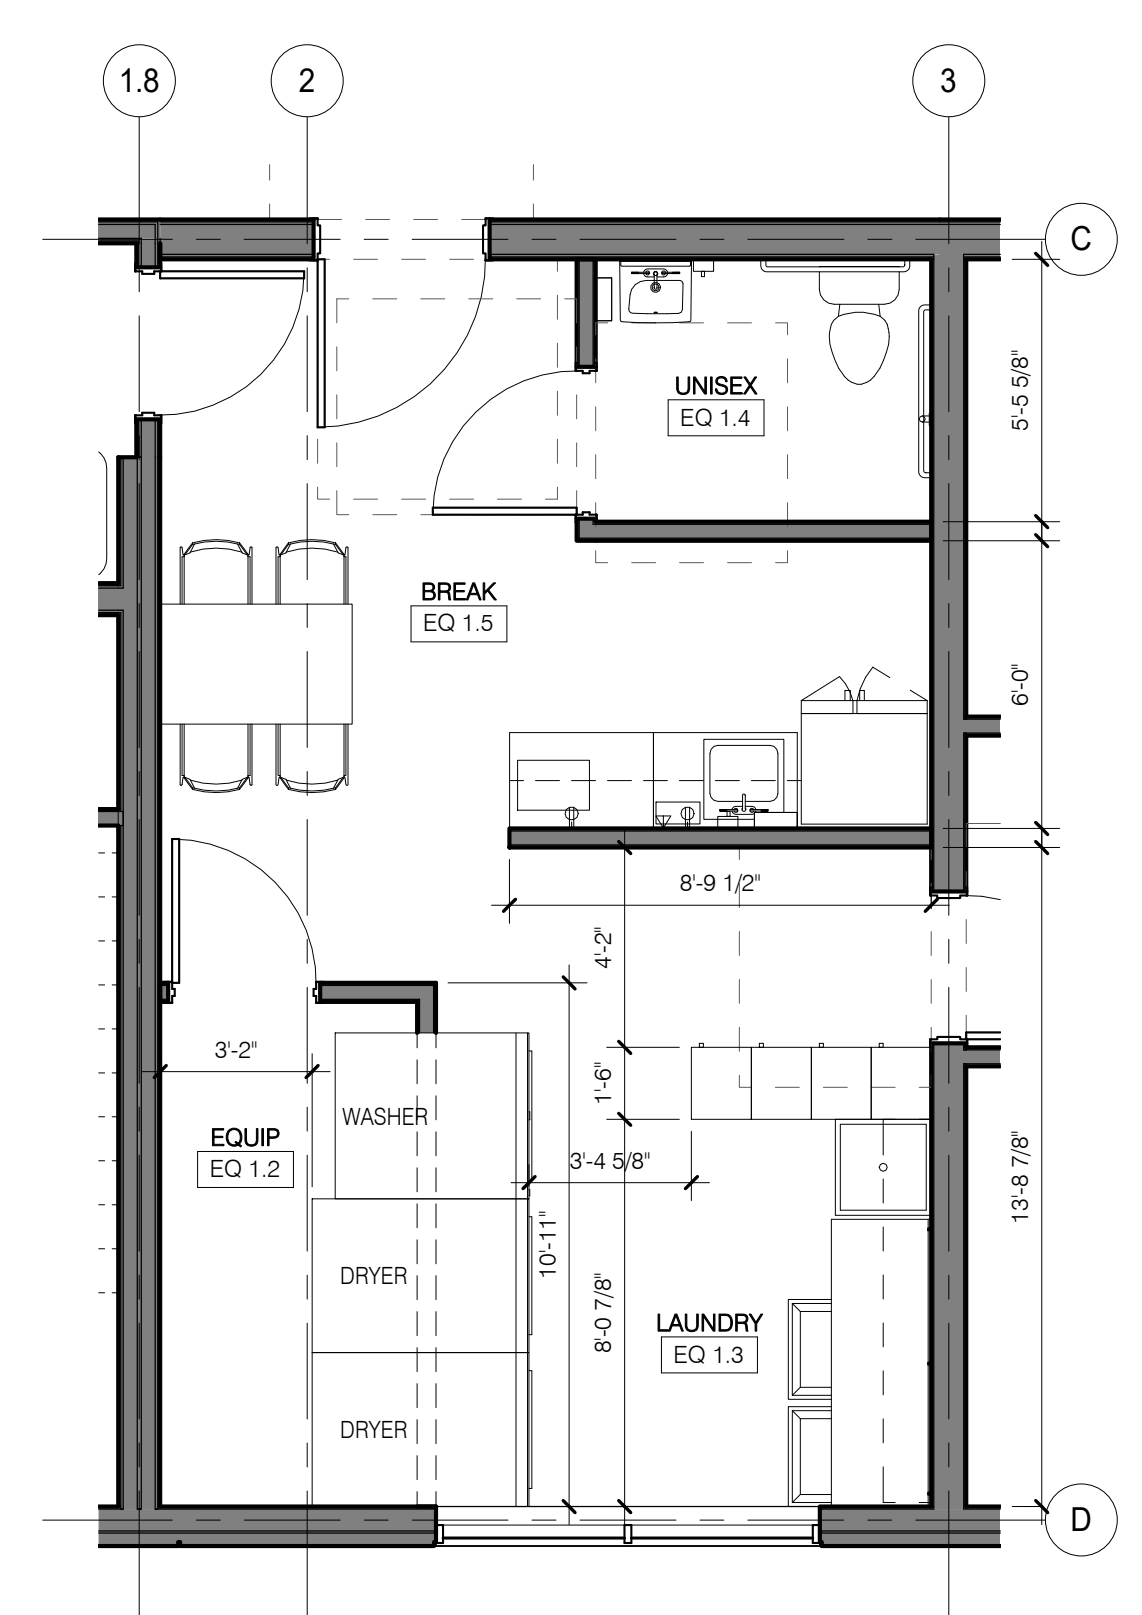 1.8
2
3
C
5'-5 5/8"
UNISEX
EQ 1.4
BREAK
EQ 1.5
6'-0"
8'-9 1/2"
4'-2"
3'-2"
1'-6"
WASHER
EQUIP
EQ 1.2
3'-4 5/8"
13'-8 7/8"
10'-11"
DRYER
8'-0 7/8"
LAUNDRY
EQ 1.3
DRYER
D